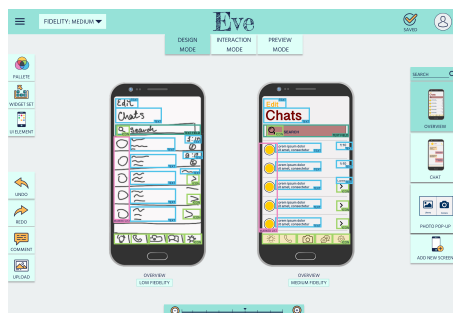 FIDELITY: MEDIUM
Eve
SAVED
DESIGN
MODE
INTERACTION
MODE
PREVIEW
MODE
PALLETE
WIDGET SET
UI ELEMENT
UNDO
REDO
COMMENT
UPLOAD
Edit
Chats
Search
OVERVIEW
LOW FIDELITY
Edit
Chats
SEARCH
Lorem ipsum dolor
sit amet, consectetur
Lorem ipsum dolor
sit amet, consectetur
Lorem ipsum dolor
sit amet, consectetur
Lorem ipsum dolor
sit amet, consectetur
Lorem ipsum dolor
sit amet, consectetur
OVERVIEW
MEDIUM FIDELITY
SEARCH
OVERVIEW
CHAT
PHOTO POP-UP
ADD NEW SCREEN